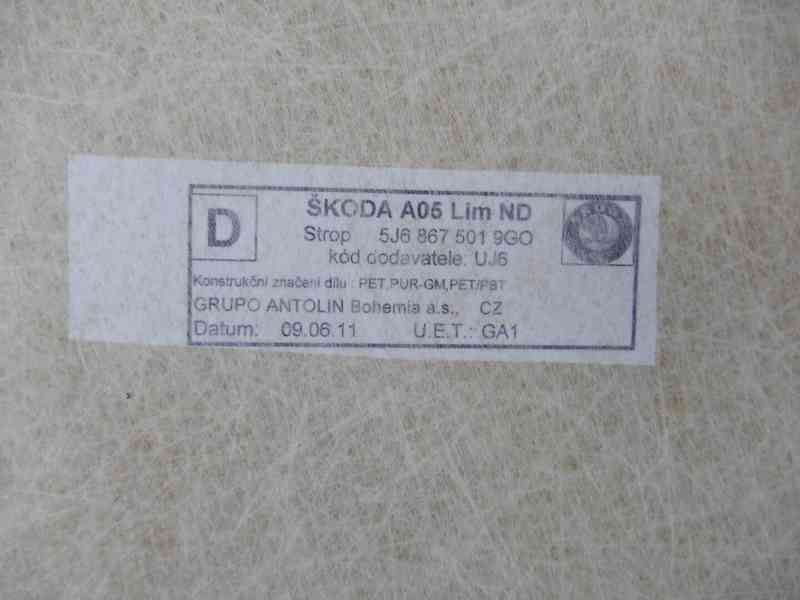 D
ŠKODA A05 Lim ND
Strop 5J6 867 501 9GO
kód dodavatele: UJ6
Konstrukční značení dílu : PET,PUR-GM,PET/PBT
GRUPO ANTOLIN Bohemia a.s., CZ
Datum: 09.06.11 U.E.T.: GA1